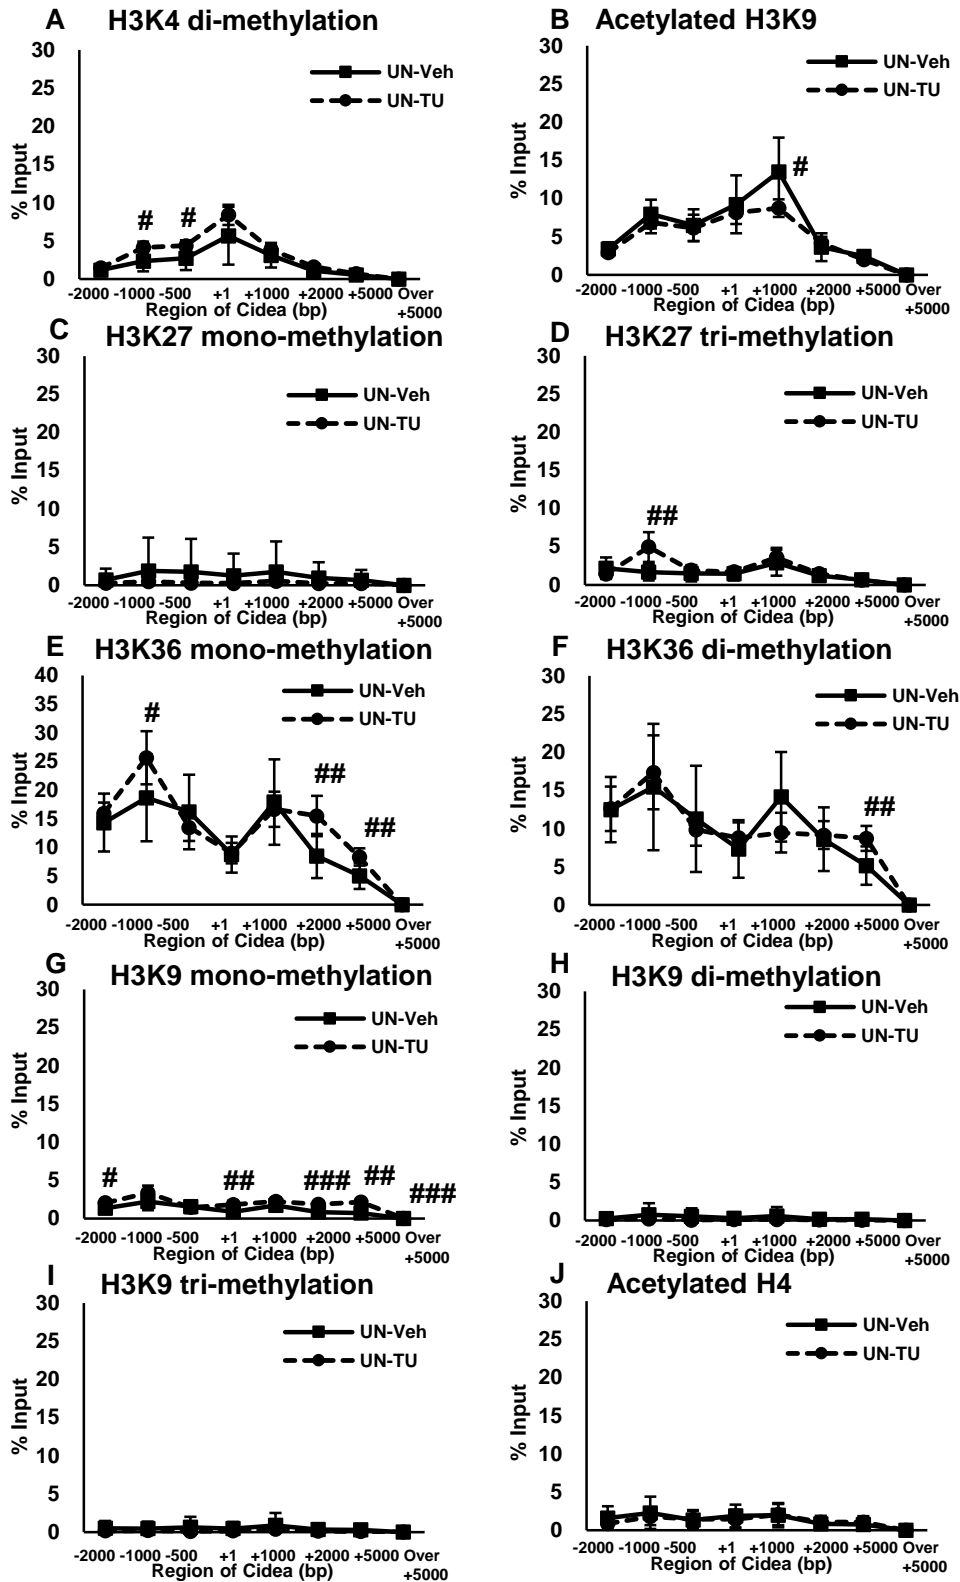 A H3K4 di-methylation
30
25
20
15
10
5
0
% Input
UN-Veh
UN-TU
# #
-2000 -1000 -500 +1 +1000 +2000 +5000 Over +5000
Region of Cidea (bp)
B Acetylated H3K9
30
25
20
15
10
5
0
% Input
UN-Veh
UN-TU
#
-2000 -1000 -500 +1 +1000 +2000 +5000 Over +5000
Region of Cidea (bp)
C H3K27 mono-methylation
30
25
20
15
10
5
0
% Input
UN-Veh
UN-TU
-2000 -1000 -500 +1 +1000 +2000 +5000 Over +5000
Region of Cidea (bp)
D H3K27 tri-methylation
30
25
20
15
10
5
0
% Input
UN-Veh
UN-TU
##
-2000 -1000 -500 +1 +1000 +2000 +5000 Over +5000
Region of Cidea (bp)
E H3K36 mono-methylation
40
35
30
25
20
15
10
5
0
% Input
UN-Veh
UN-TU
# ## ##
-2000 -1000 -500 +1 +1000 +2000 +5000 Over +5000
Region of Cidea (bp)
F H3K36 di-methylation
30
25
20
15
10
5
0
% Input
UN-Veh
UN-TU
##
-2000 -1000 -500 +1 +1000 +2000 +5000 Over +5000
Region of Cidea (bp)
G H3K9 mono-methylation
30
25
20
15
10
5
0
% Input
UN-Veh
UN-TU
# ## ### ## ###
-2000 -1000 -500 +1 +1000 +2000 +5000 Over +5000
Region of Cidea (bp)
H H3K9 di-methylation
30
25
20
15
10
5
0
% Input
UN-Veh
UN-TU
-2000 -1000 -500 +1 +1000 +2000 +5000 Over +5000
Region of Cidea (bp)
I H3K9 tri-methylation
30
25
20
15
10
5
0
% Input
UN-Veh
UN-TU
-2000 -1000 -500 +1 +1000 +2000 +5000 Over +5000
Region of Cidea (bp)
J Acetylated H4
30
25
20
15
10
5
0
% Input
UN-Veh
UN-TU
-2000 -1000 -500 +1 +1000 +2000 +5000 Over +5000
Region of Cidea (bp)